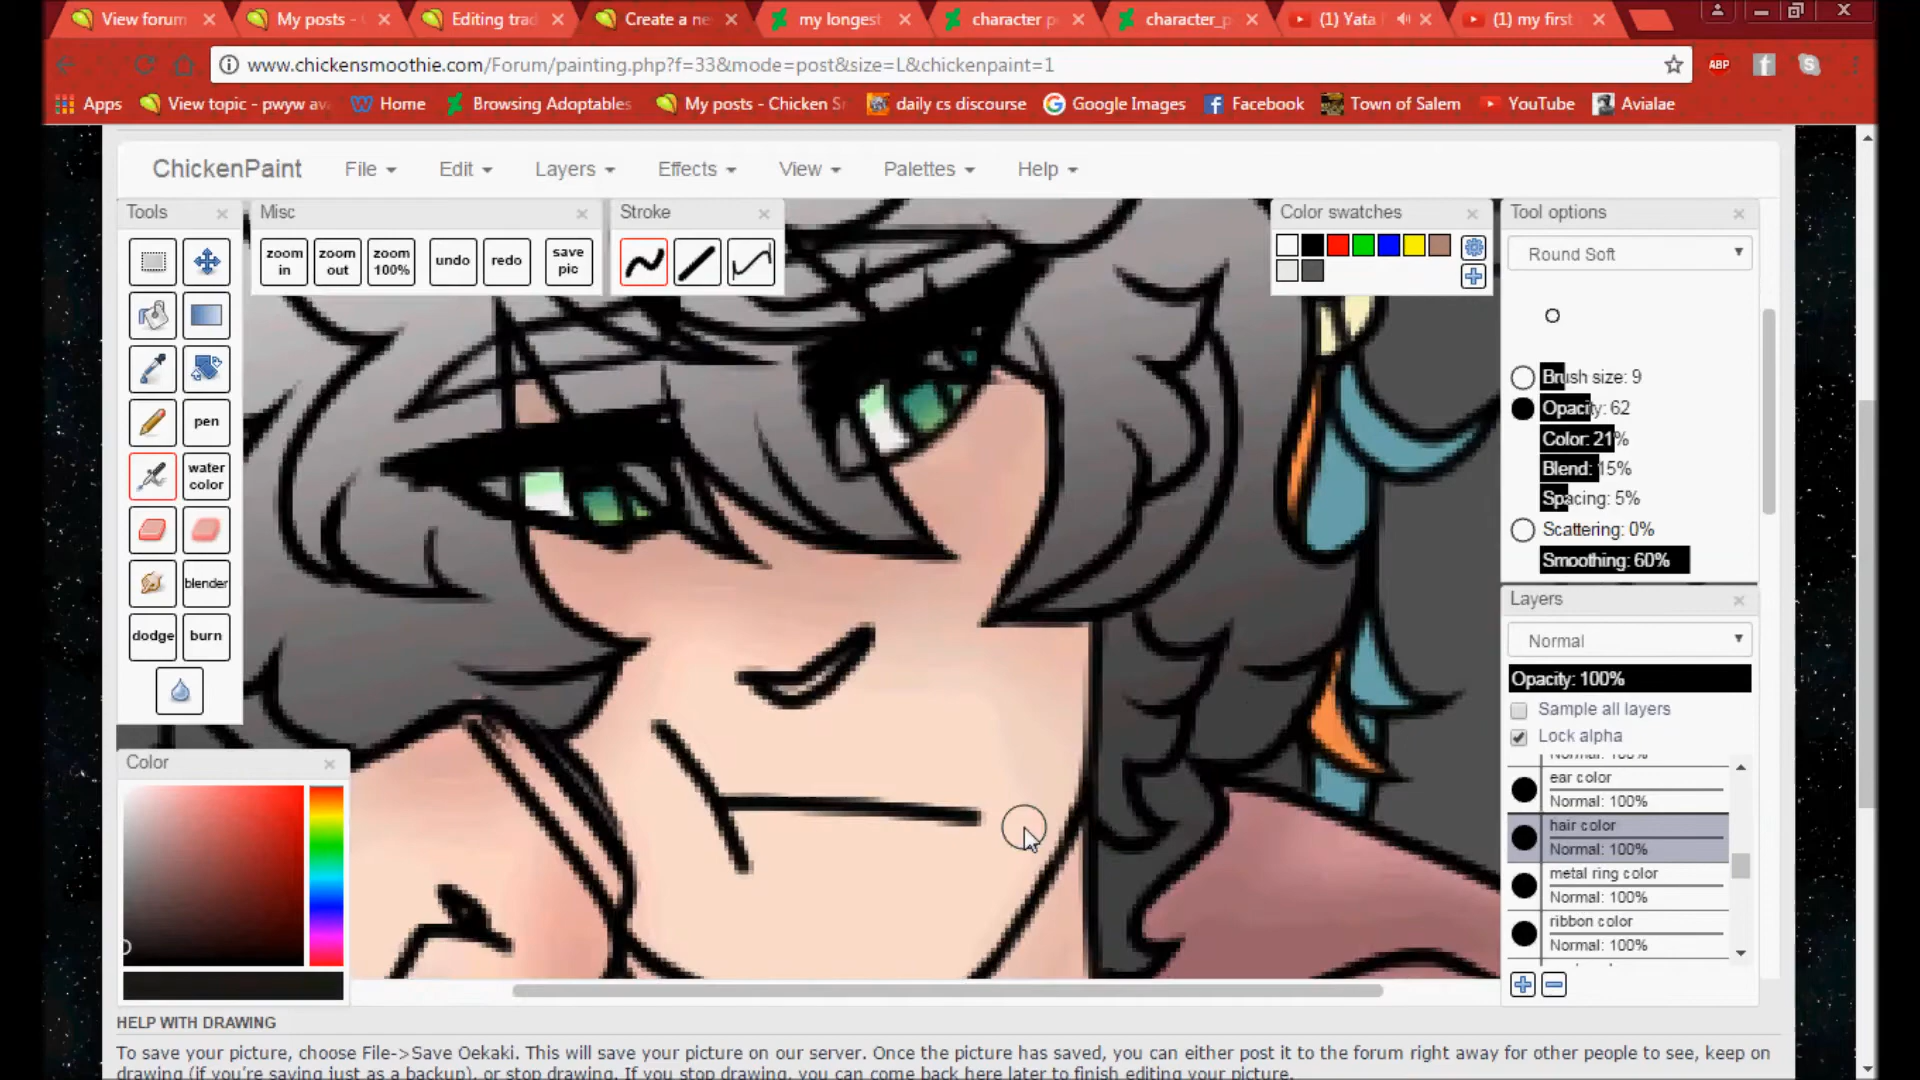 View forum
My posts -
Editing trad
Create a ne
my longest
character p
character_p
(1) Yata
(1) my first
www.chickensmoothie.com/Forum/painting.php?f=33&mode=post&size=L&chickenpaint=1
ABP
Apps
View topic - pwyw av
Home
Browsing Adoptables
My posts - Chicken Sr
daily cs discourse
Google Images
Facebook
Town of Salem
YouTube
Avialae
ChickenPaint
File
Edit
Layers
Effects
View
Palettes
Help
Tools
Misc
Stroke
Color swatches
Tool options
zoom in
zoom out
zoom 100%
undo
redo
save pic
Round Soft
pen
water color
blender
dodge
burn
Brush size: 9
Opacity: 62
Color: 21%
Blend: 15%
Spacing: 5%
Scattering: 0%
Smoothing: 60%
Layers
Normal
Opacity: 100%
Sample all layers
Lock alpha
Normal: 100%
ear color
Normal: 100%
hair color
Normal: 100%
metal ring color
Normal: 100%
ribbon color
Normal: 100%
Color
HELP WITH DRAWING
To save your picture, choose File->Save Oekaki. This will save your picture on our server. Once the picture has saved, you can either post it to the forum right away for other people to see, keep on
drawing (if you're saving just as a backup), or stop drawing. If you stop drawing, you can come back here later to finish editing your picture.